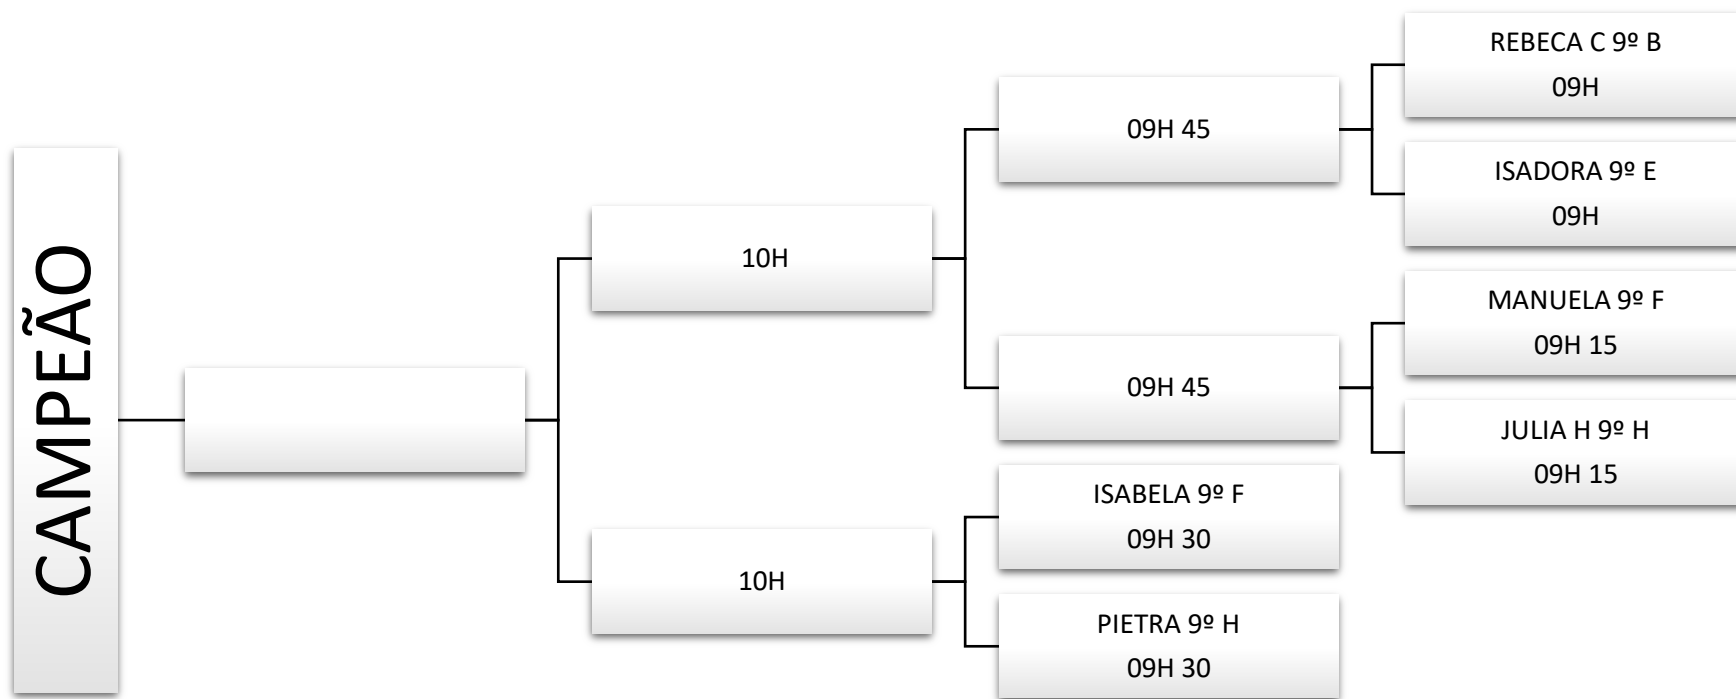 CAMPEÃO
10H
09H 45
REBECA C 9º B
09H
ISADORA 9º E
09H
09H 45
MANUELA 9º F
09H 15
JULIA H 9º H
09H 15
10H
ISABELA 9º F
09H 30
PIETRA 9º H
09H 30